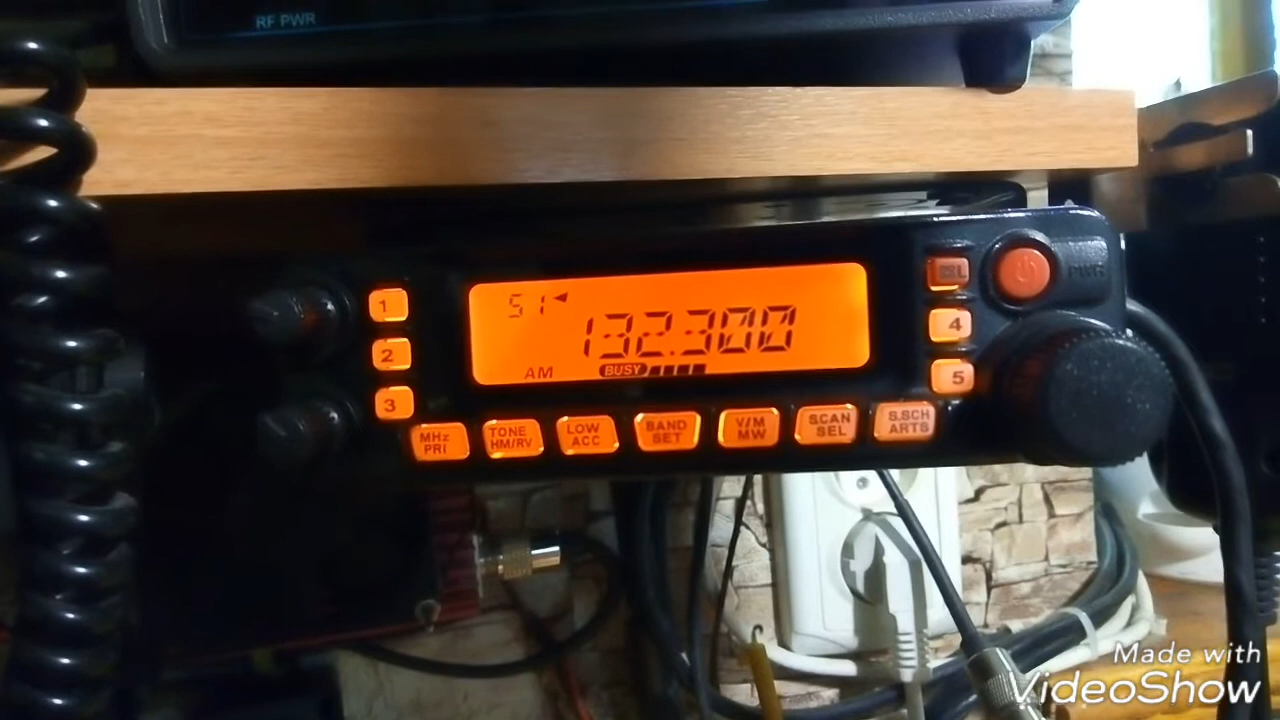 RF PWR
51
132.300
AM BUSY
1
2
3
PWR
4
5
MHz
PRI
TONE
HM/RV
LOW
ACC
BAND
SET
V/M
MW
SCAN
SEL
S.SCH
ARTS
Made with
VideoShow